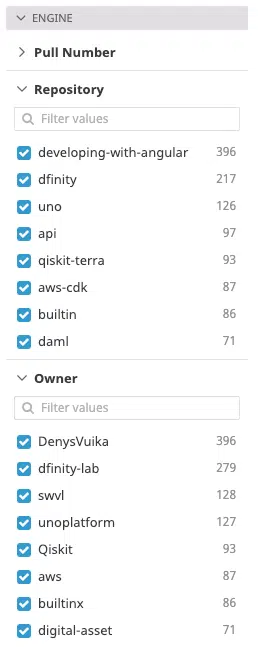 ENGINE
Pull Number
Repository
Filter values
developing-with-angular 396
dfinity 217
uno 126
api 97
qiskit-terra 93
aws-cdk 87
builtin 86
daml 71
Owner
Filter values
DenysVuika 396
dfinity-lab 279
swvl 128
unoplatform 127
Qiskit 93
aws 87
builtinx 86
digital-asset 71